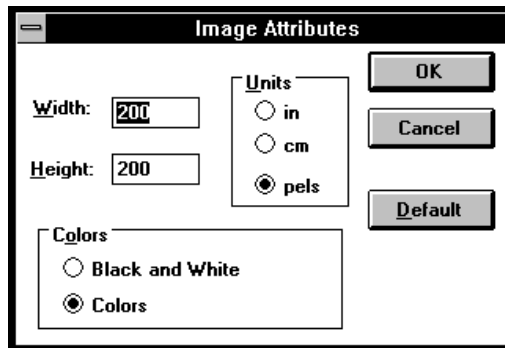 Image Attributes
Width: 200
Height: 200
Units
in
cm
pels
OK
Cancel
Default
Colors
Black and White
Colors